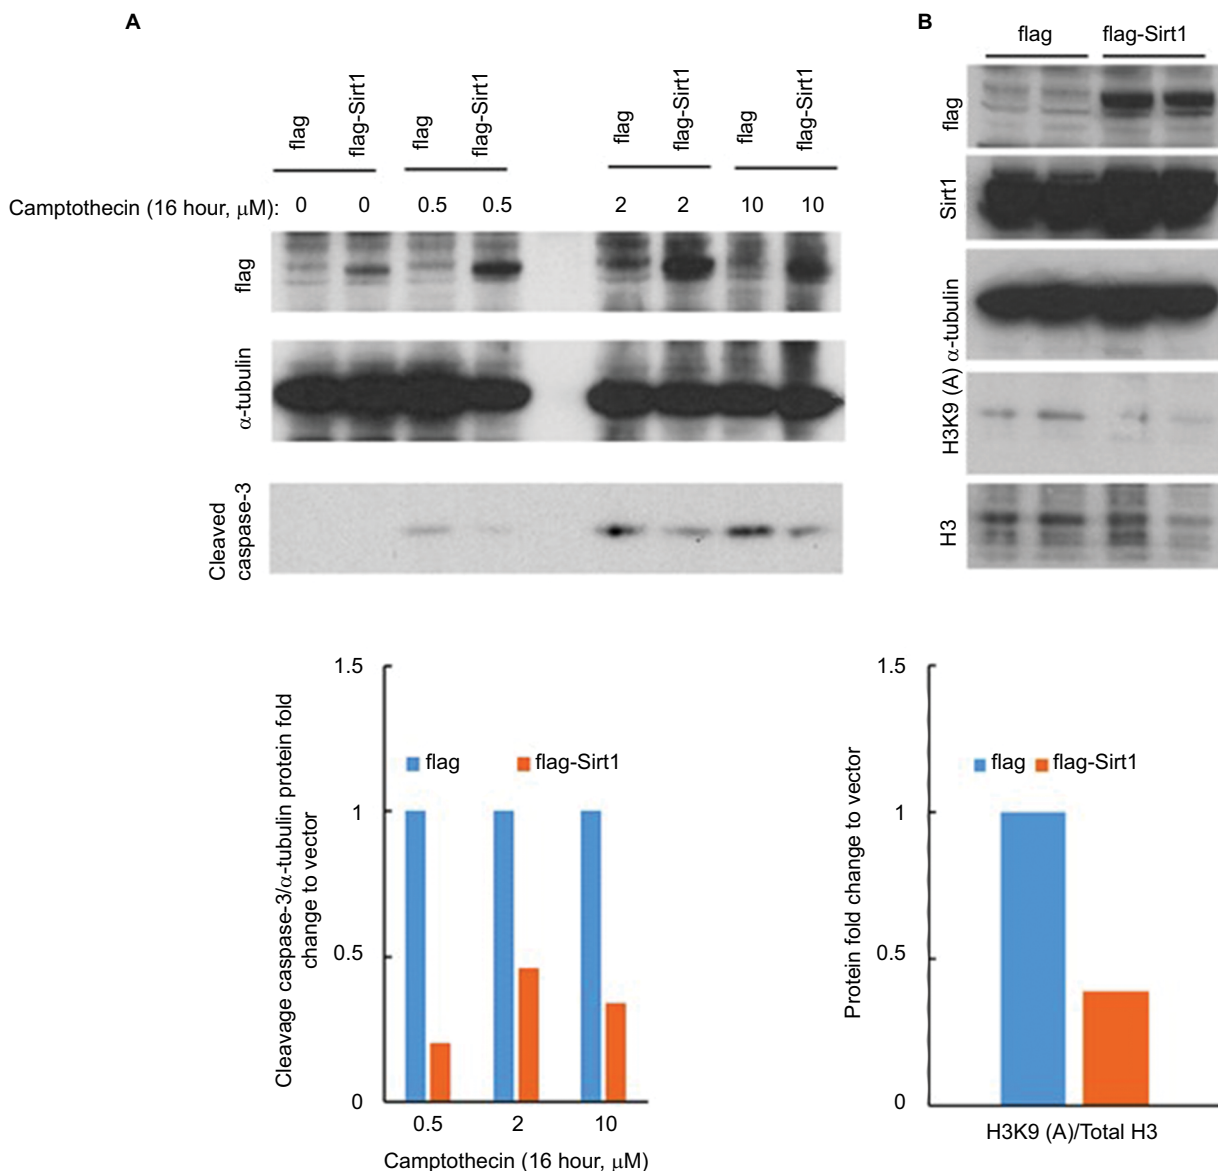 A
flag
flag-Sirt1
flag
flag-Sirt1
flag
flag-Sirt1
flag
flag-Sirt1
Camptothecin (16 hour, μM): 0 0 0.5 0.5 2 2 10 10
flag
α-tubulin
Cleaved
caspase-3
1.5
1
0.5
0
Cleavage caspase-3/α-tubulin protein fold
change to vector
flag
flag-Sirt1
0.5 2 10
Camptothecin (16 hour, μM)
B
flag flag-Sirt1
flag
Sirt1
α-tubulin
H3K9 (A)
H3
1.5
1
0.5
0
Protein fold change to vector
flag
flag-Sirt1
H3K9 (A)/Total H3